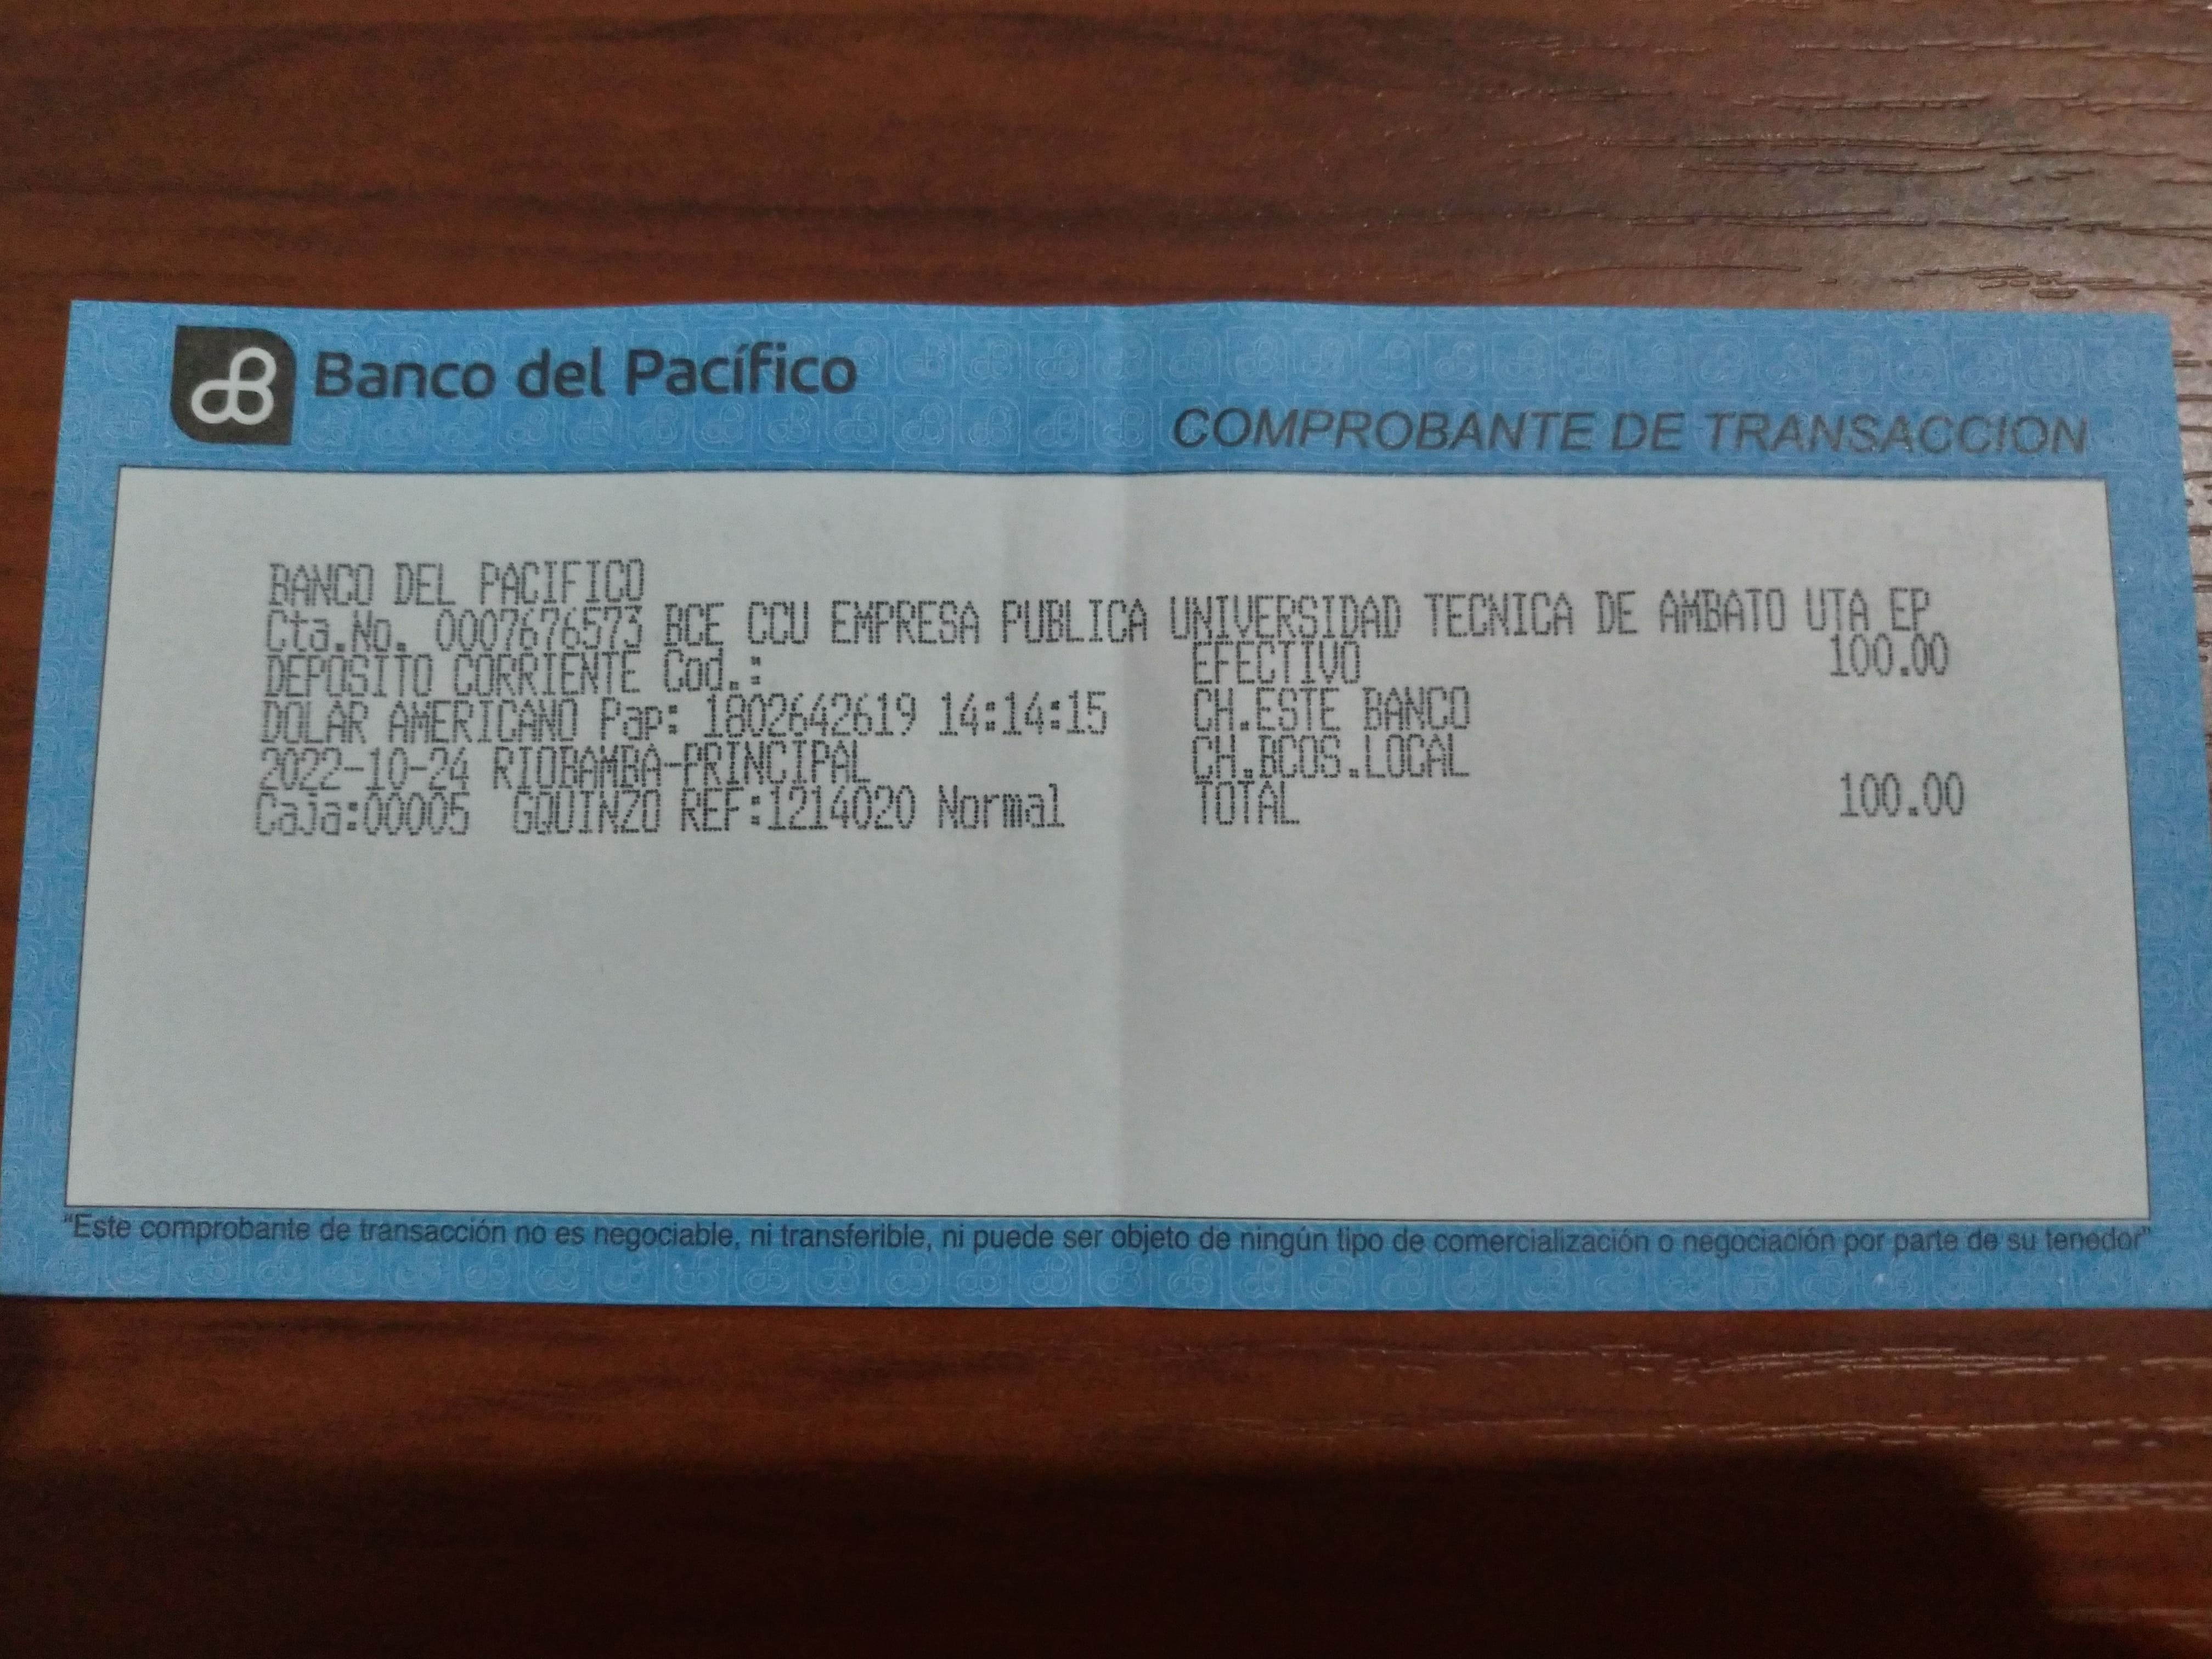 Banco del Pacífico
COMPROBANTE DE TRANSACCION
BANCO DEL PACIFICO
Cta.No. 0007676573 BCE CCU EMPRESA PUBLICA UNIVERSIDAD TECNICA DE AMBATO UTA EP
DEPOSITO CORRIENTE Cod.: EFECTIVO 100.00
DOLAR AMERICANO Pap: 1802642619 14:14:15 CH.ESTE BANCO
2022-10-24 RIOBAMBA-PRINCIPAL CH.BCOS.LOCAL
Caja:00005 GQUINZO REF:1214020 Normal TOTAL 100.00
"Este comprobante de transacción no es negociable, ni transferible, ni puede ser objeto de ningún tipo de comercialización o negociación por parte de su tenedor"